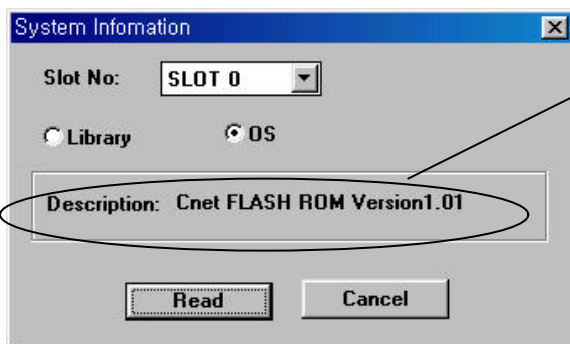 System Infomation
Slot No: SLOT 0
Library OS
Description: Cnet FLASH ROM Version1.01
Read Cancel